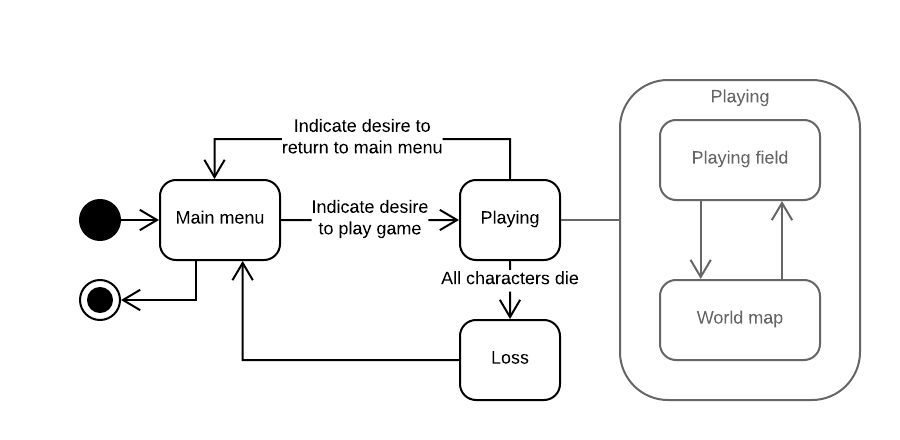 Playing
Indicate desire to
return to main menu
Playing field
Main menu
Indicate desire
to play game
Playing
All characters die
World map
Loss